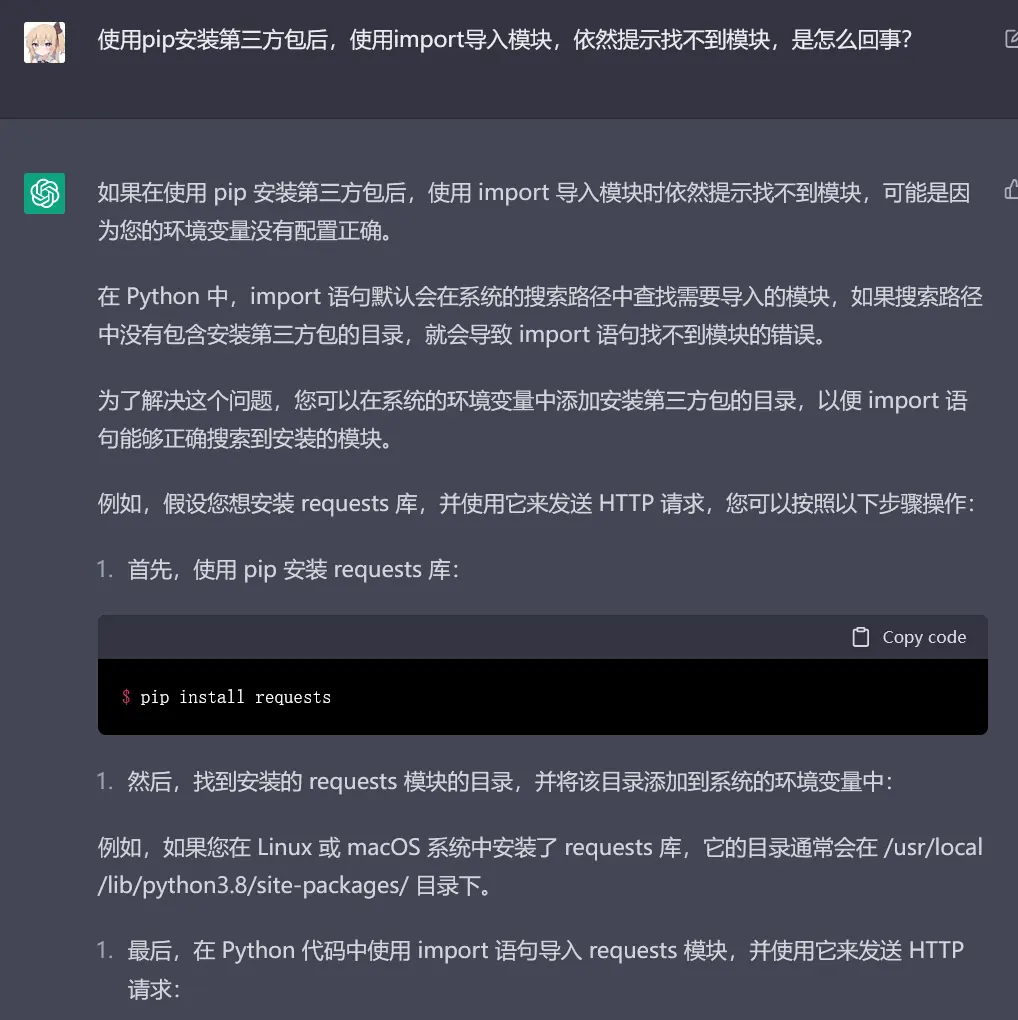 使用pip安装第三方包后，使用import导入模块，依然提示找不到模块，是怎么回事？
如果在使用 pip 安装第三方包后，使用 import 导入模块时依然提示找不到模块，可能是因
为您的环境变量没有配置正确。
在 Python 中，import 语句默认会在系统的搜索路径中查找需要导入的模块，如果搜索路径
中没有包含安装第三方包的目录，就会导致 import 语句找不到模块的错误。
为了解决这个问题，您可以在系统的环境变量中添加安装第三方包的目录，以便 import 语
句能够正确搜索到安装的模块。
例如，假设您想安装 requests 库，并使用它来发送 HTTP 请求，您可以按照以下步骤操作：
1. 首先，使用 pip 安装 requests 库：
Copy code
$ pip install requests
1. 然后，找到安装的 requests 模块的目录，并将该目录添加到系统的环境变量中：
例如，如果您在 Linux 或 macOS 系统中安装了 requests 库，它的目录通常会在 /usr/local
/lib/python3.8/site-packages/ 目录下。
1. 最后，在 Python 代码中使用 import 语句导入 requests 模块，并使用它来发送 HTTP
请求：